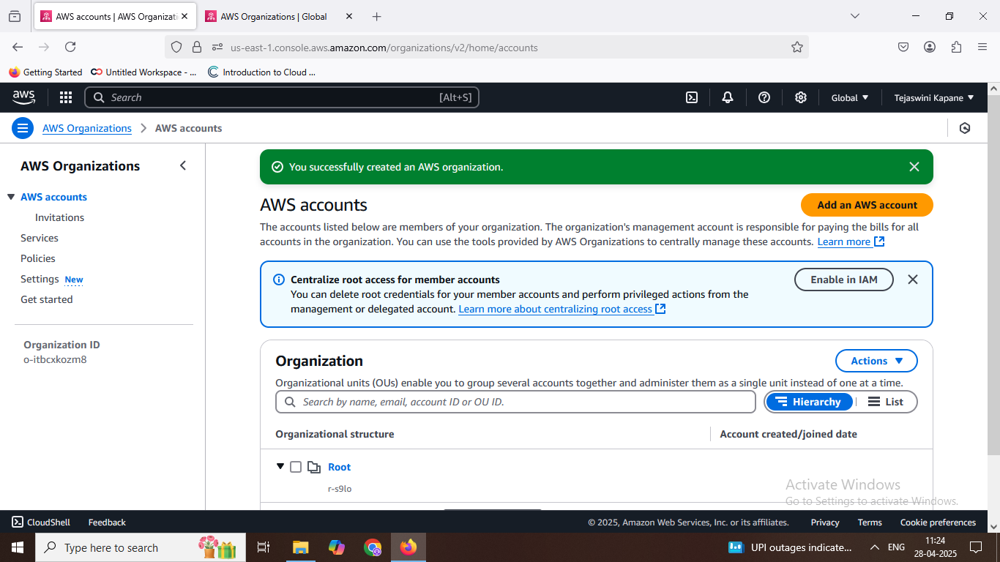 AWS accounts | AWS Organizati
AWS Organizations | Global
us-east-1.console.aws.amazon.com/organizations/v2/home/accounts
Getting Started
Untitled Workspace - ...
Introduction to Cloud ...
aws
Search
[Alt+S]
Global
Tejaswini Kapane
AWS Organizations
AWS accounts
AWS Organizations
AWS accounts
Invitations
Services
Policies
Settings New
Get started
Organization ID
o-itbcxkozm8
You successfully created an AWS organization.
AWS accounts
Add an AWS account
The accounts listed below are members of your organization. The organization's management account is responsible for paying the bills for all
accounts in the organization. You can use the tools provided by AWS Organizations to centrally manage these accounts. Learn more
Centralize root access for member accounts
You can delete root credentials for your member accounts and perform privileged actions from the
management or delegated account. Learn more about centralizing root access
Enable in IAM
Organization
Actions
Organizational units (OUs) enable you to group several accounts together and administer them as a single unit instead of one at a time.
Search by name, email, account ID or OU ID.
Hierarchy
List
Organizational structure
Account created/joined date
Root
r-s9lo
Activate Windows
Go to Settings to activate Windows.
CloudShell
Feedback
© 2025, Amazon Web Services, Inc. or its affiliates.
Privacy
Terms
Cookie preferences
Type here to search
UPI outages indicate...
ENG
11:24
28-04-2025